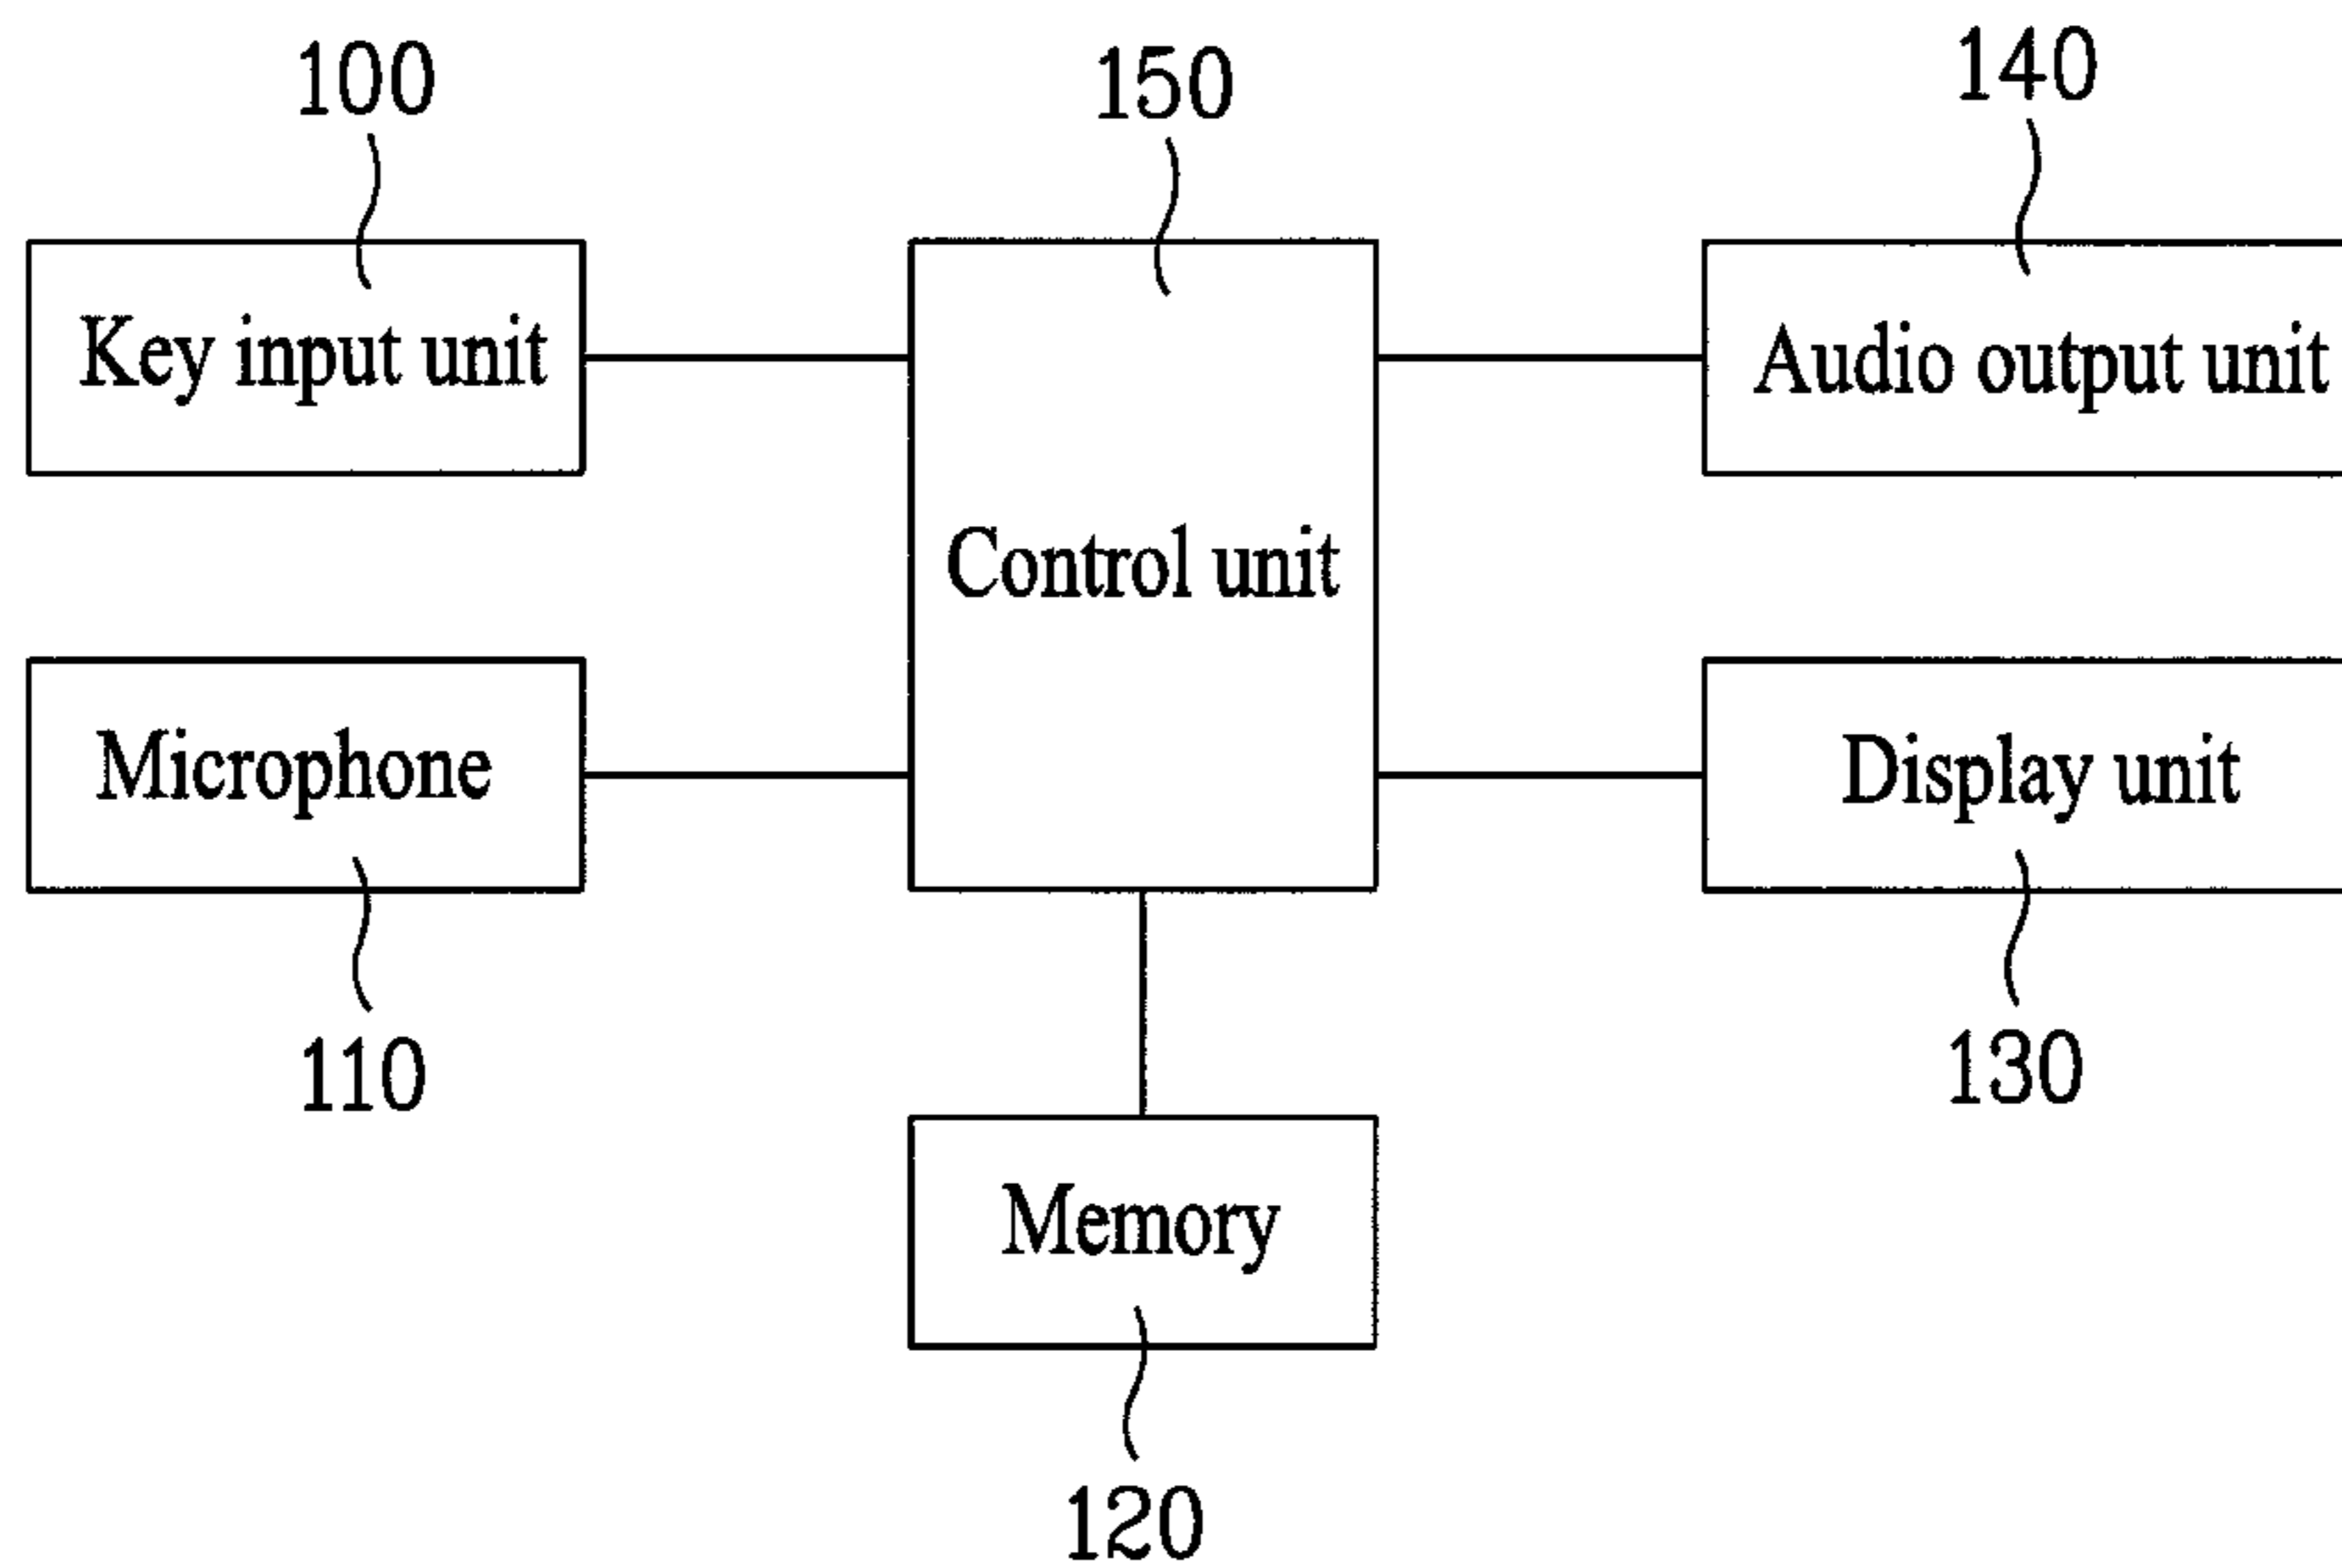 100
150
140
Key input unit
Audio output unit
Control unit
Microphone
Display unit
110
130
Memory
120